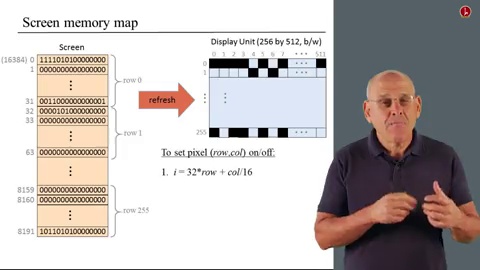 Screen memory map
Screen
(16384) 0 1111010100000000
1 0000000000000000
row 0
31 0011000000000001
32 0000101000000000
33 0000000000000000
row 1
63 0000000000000000
8159 0000000000000000
8160 0000000000000000
row 255
8191 1011010100000000
refresh
Display Unit (256 by 512, b/w)
0 1 2 3 4 5 6 7 511
0
1
255
To set pixel (row,col) on/off:
1. i = 32*row + col/16